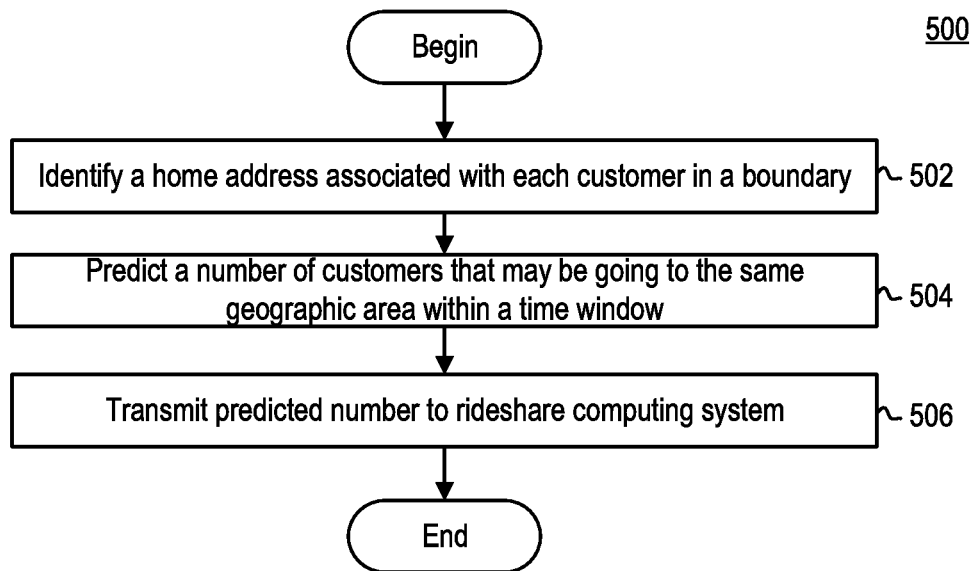 500
Begin
Identify a home address associated with each customer in a boundary
502
Predict a number of customers that may be going to the same
geographic area within a time window
504
Transmit predicted number to rideshare computing system
506
End